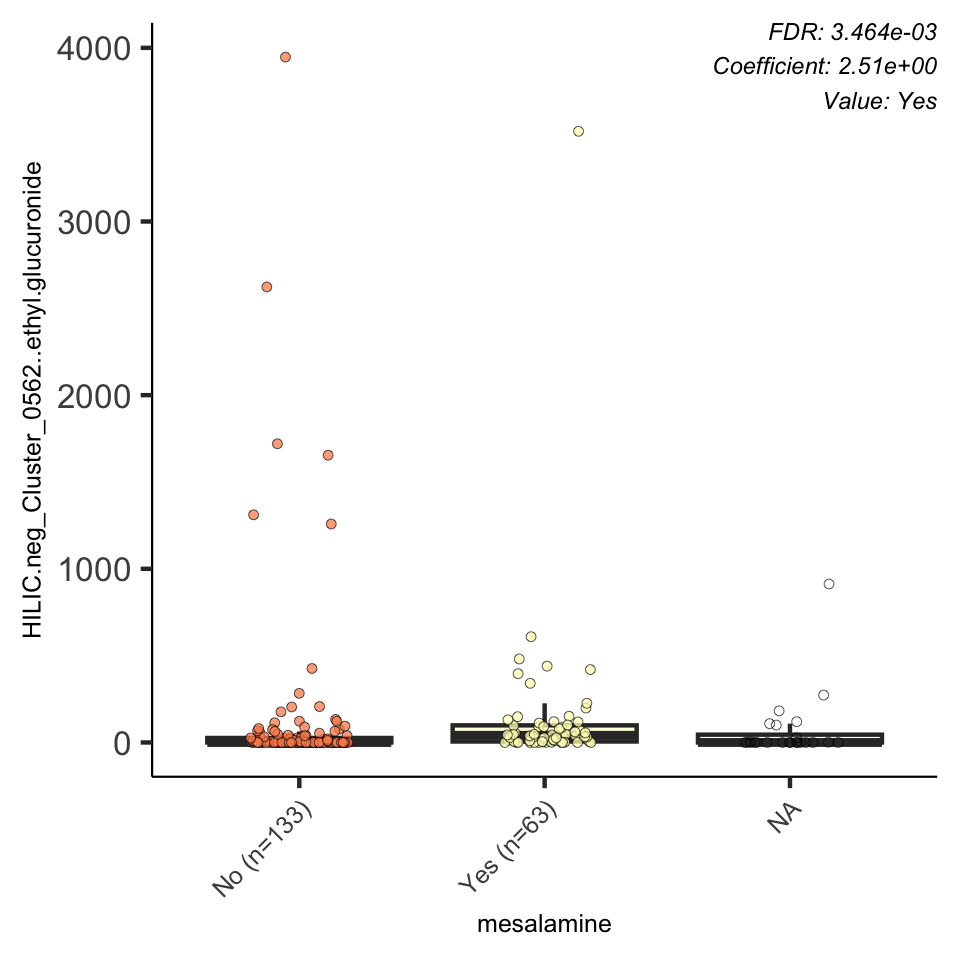 FDR: 3.464e-03
Coefficient: 2.51e+00
Value: Yes
HILIC.neg_Cluster_0562..ethyl.glucuronide
4000
3000
2000
1000
0
No (n=133)
Yes (n=63)
NA
mesalamine